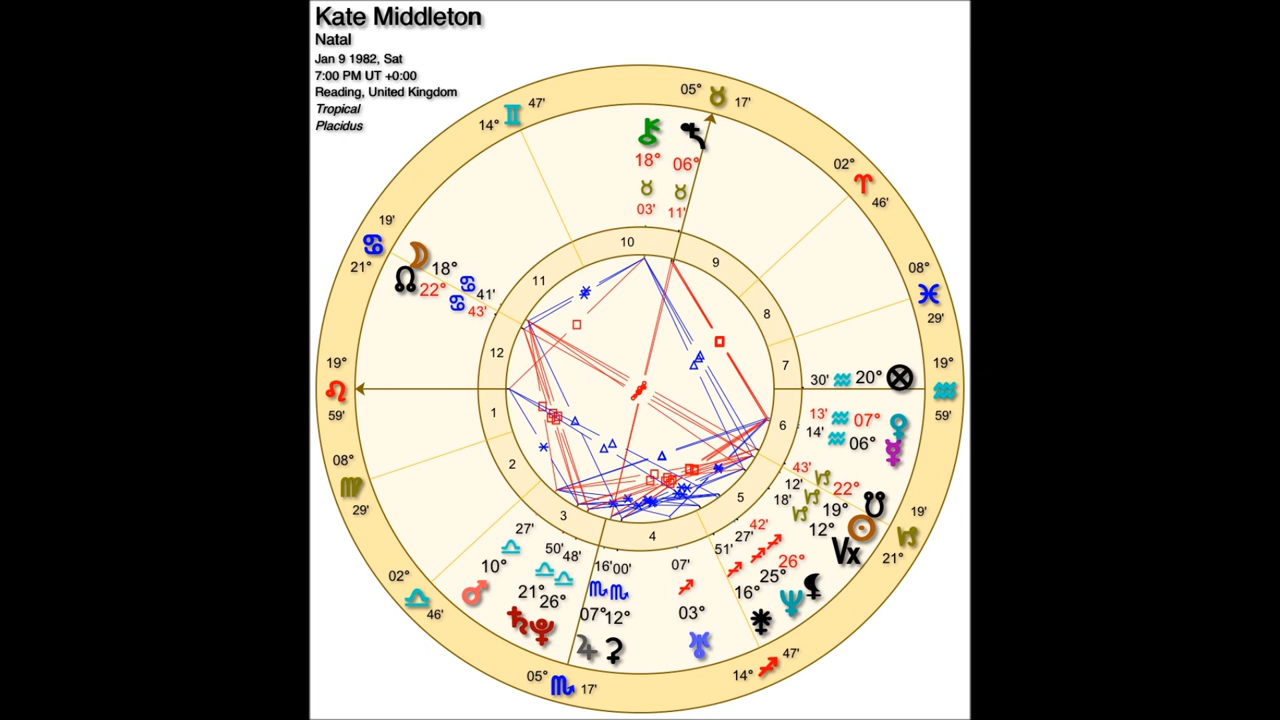 Kate Middleton
Natal
Jan 9 1982, Sat
7:00 PM UT +0:00
Reading, United Kingdom
Tropical
Placidus
05° ♉ 17'
14° ♊ 47'
02° ♈ 46'
19' ♋ 21°
08° ♓ 29'
19° ♌ 59'
19° ♒ 59'
08° ♍ 29'
19' ♑ 21°
02° ♎ 46'
14° ♐ 47'
05° ♏ 17'
18° ♉ 03'
06° ♉ 11'
☽ 18° ♋ 41'
☊ 22° ♋ 43'
30' ♒ 20° ⊗
13' ♒ 07° ♀
14' ♒ 06° ☿
43' ♑ 22° ☋
12' ♑ 19° ☉
18' ♑ 12° Vx
42' ♐ 26° ⚸
27' ♐ 25° ♆
51' ♐ 16° ⚵
07' ♐ 03° ♅
00' ♏ 12° ⚳
16' ♏ 07° ♃
48' ♎ 26° ♇
50' ♎ 21° ♄
27' ♎ 10° ♂
10
9
11
8
12
7
1
6
2
5
3
4